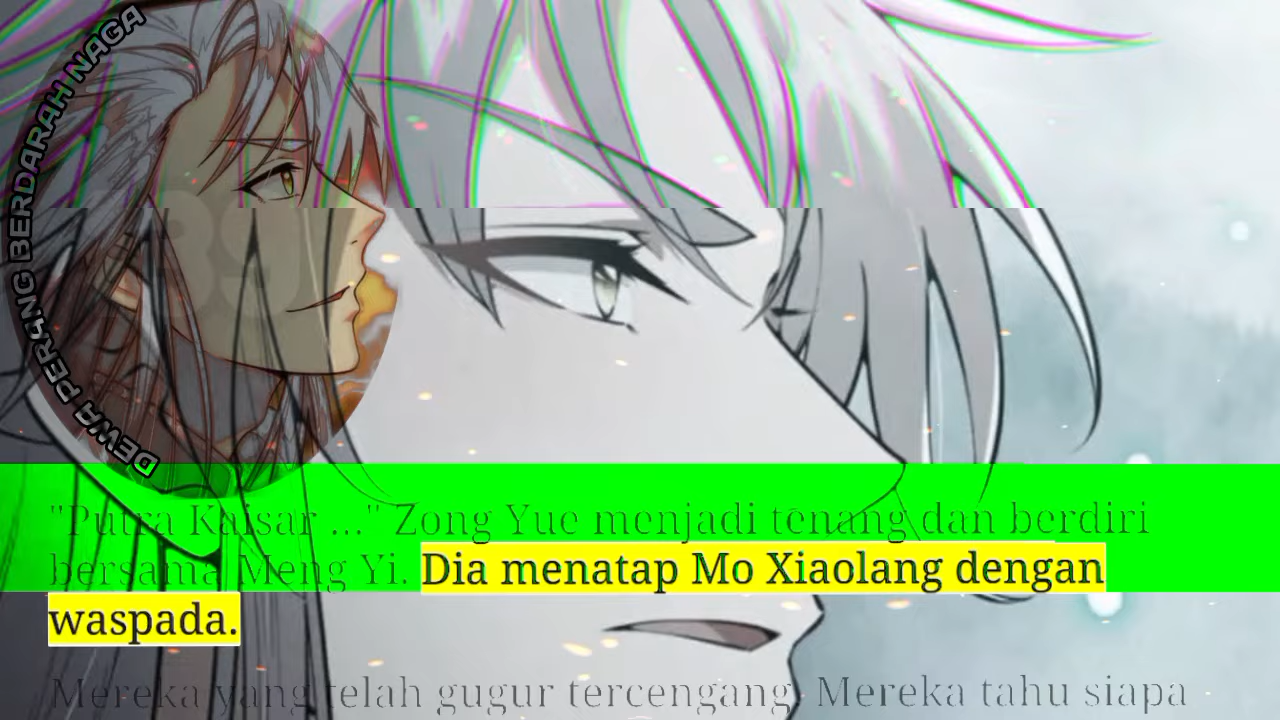 DEWA PERANG BERDARAH NAGA
"Putra Kaisar ..." Zong Yue menjadi tenang dan berdiri
bersama Meng Yi. Dia menatap Mo Xiaolang dengan
waspada.
Mereka yang telah gugur tercengang. Mereka tahu siapa